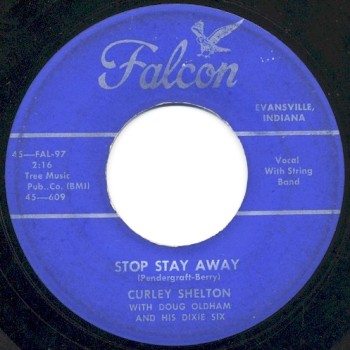 Falcon
EVANSVILLE,
INDIANA
45—FAL-97
2:16
Tree Music
Pub. Co. (BMI)
45—609
Vocal
With String
Band
STOP STAY AWAY
(Pendergraft-Berry)
CURLEY SHELTON
WITH DOUG OLDHAM
AND HIS DIXIE SIX